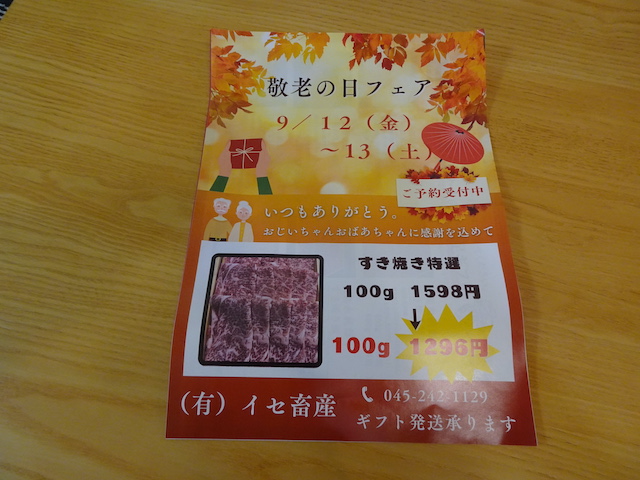 敬老の日フェア
9／12（金）
～13（土）
ご予約受付中
いつもありがとう。
おじいちゃんおばあちゃんに感謝を込めて
すき焼き特選
100g 1598円
↓
100g 1296円
（有）イセ畜産
045-242-1129
ギフト発送承ります